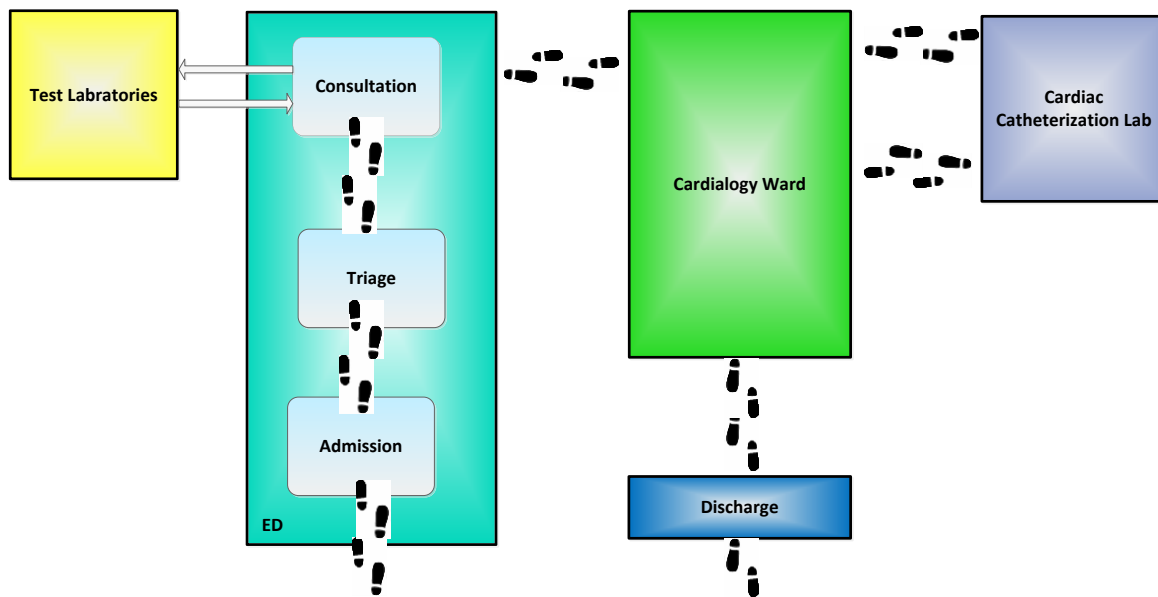 Test Labratories
Consultation
Triage
Admission
ED
Cardialogy Ward
Discharge
Cardiac
Catheterization Lab